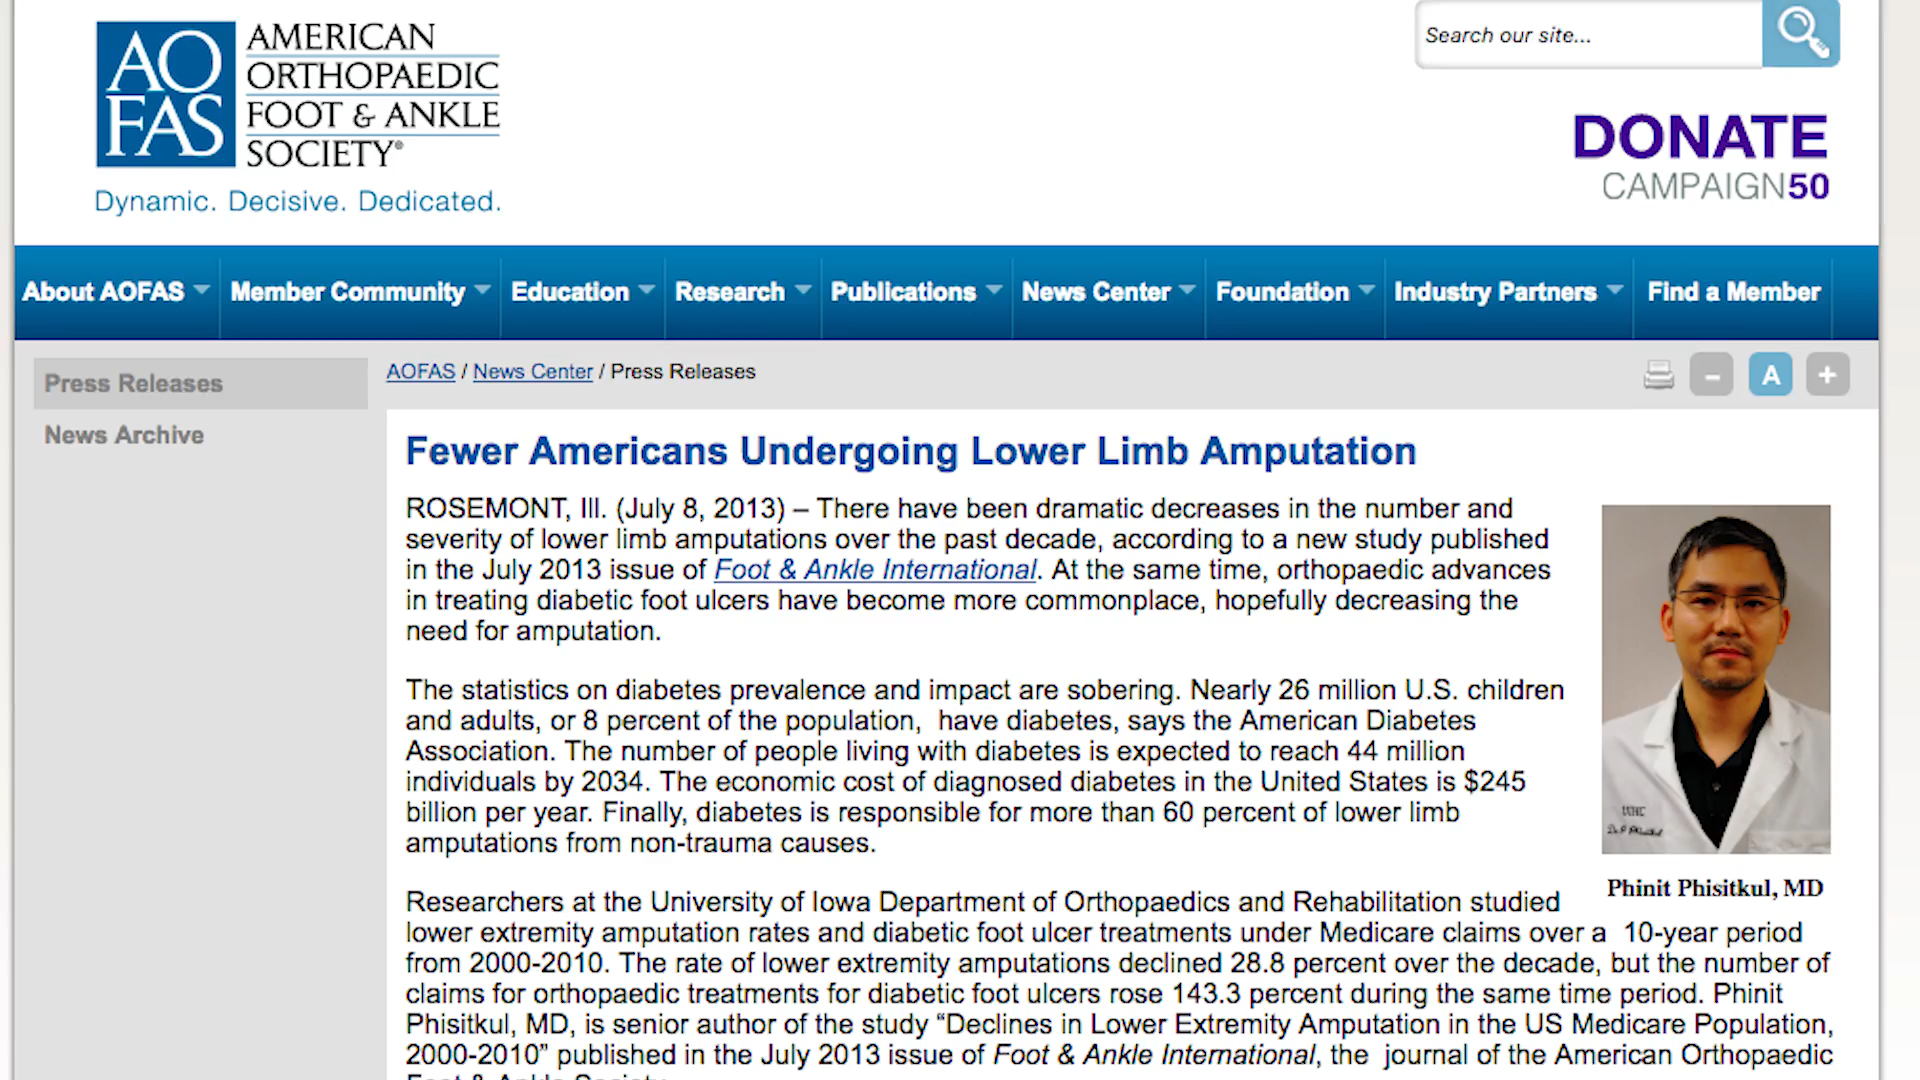 AO
FAS
AMERICAN
ORTHOPAEDIC
FOOT & ANKLE
SOCIETY®
Dynamic. Decisive. Dedicated.
Search our site...
DONATE
CAMPAIGN50
About AOFAS Member Community Education Research Publications News Center Foundation Industry Partners Find a Member
Press Releases
News Archive
AOFAS / News Center / Press Releases
– A +
Fewer Americans Undergoing Lower Limb Amputation
ROSEMONT, Ill. (July 8, 2013) – There have been dramatic decreases in the number and
severity of lower limb amputations over the past decade, according to a new study published
in the July 2013 issue of Foot & Ankle International. At the same time, orthopaedic advances
in treating diabetic foot ulcers have become more commonplace, hopefully decreasing the
need for amputation.
The statistics on diabetes prevalence and impact are sobering. Nearly 26 million U.S. children
and adults, or 8 percent of the population, have diabetes, says the American Diabetes
Association. The number of people living with diabetes is expected to reach 44 million
individuals by 2034. The economic cost of diagnosed diabetes in the United States is $245
billion per year. Finally, diabetes is responsible for more than 60 percent of lower limb
amputations from non-trauma causes.
Phinit Phisitkul, MD
Researchers at the University of Iowa Department of Orthopaedics and Rehabilitation studied
lower extremity amputation rates and diabetic foot ulcer treatments under Medicare claims over a 10-year period
from 2000-2010. The rate of lower extremity amputations declined 28.8 percent over the decade, but the number of
claims for orthopaedic treatments for diabetic foot ulcers rose 143.3 percent during the same time period. Phinit
Phisitkul, MD, is senior author of the study “Declines in Lower Extremity Amputation in the US Medicare Population,
2000-2010” published in the July 2013 issue of Foot & Ankle International, the journal of the American Orthopaedic
Foot & Ankle Society